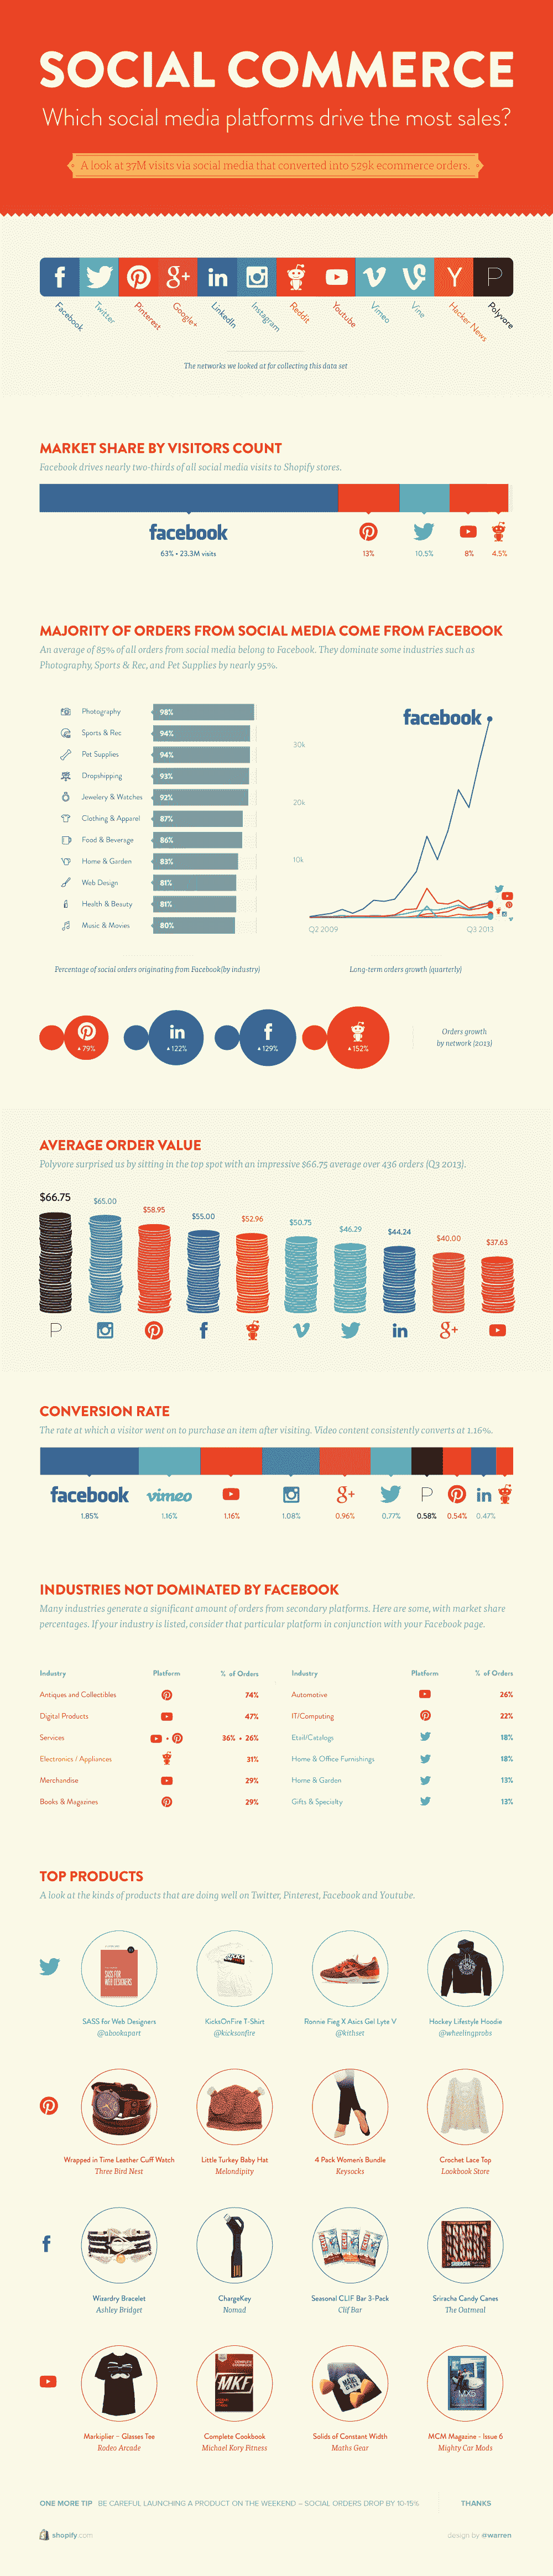 SOCIAL COMMERCE
Which social media platforms drive the most sales?
A look at 37M visits via social media that converted into 529k ecommerce orders.
Facebook
Twitter
Pinterest
Google+
LinkedIn
Instagram
Reddit
Youtube
Vimeo
Vine
Hacker News
Polyvore
The networks we looked at for collecting this data set
MARKET SHARE BY VISITORS COUNT
Facebook drives nearly two-thirds of all social media visits to Shopify stores.
facebook
63% • 23.3M visits
13%
10.5%
8%
4.5%
MAJORITY OF ORDERS FROM SOCIAL MEDIA COME FROM FACEBOOK
An average of 85% of all orders from social media belong to Facebook. They dominate some industries such as
Photography, Sports & Rec, and Pet Supplies by nearly 95%.
Photography 98%
Sports & Rec 94%
Pet Supplies 94%
Dropshipping 93%
Jewelery & Watches 92%
Clothing & Apparel 87%
Food & Beverage 86%
Home & Garden 83%
Web Design 81%
Health & Beauty 81%
Music & Movies 80%
Percentage of social orders originating from Facebook(by industry)
facebook
30k
20k
10k
Q2 2009 Q3 2013
Long-term orders growth (quarterly)
▲79%
▲122%
▲129%
▲152%
Orders growth
by network (2013)
AVERAGE ORDER VALUE
Polyvore surprised us by sitting in the top spot with an impressive $66.75 average over 436 orders (Q3 2013).
$66.75
$65.00
$58.95
$55.00
$52.96
$50.75
$46.29
$44.24
$40.00
$37.63
CONVERSION RATE
The rate at which a visitor went on to purchase an item after visiting. Video content consistently converts at 1.16%.
facebook vimeo
1.85% 1.16% 1.16% 1.08% 0.96% 0.77% 0.58% 0.54% 0.47%
INDUSTRIES NOT DOMINATED BY FACEBOOK
Many industries generate a significant amount of orders from secondary platforms. Here are some, with market share
percentages. If your industry is listed, consider that particular platform in conjunction with your Facebook page.
Industry Platform % of Orders
Antiques and Collectibles 74%
Digital Products 47%
Services + 36% + 26%
Electronics / Appliances 31%
Merchandise 29%
Books & Magazines 29%
Industry Platform % of Orders
Automotive 26%
IT/Computing 22%
Etail/Catalogs 18%
Home & Office Furnishings 18%
Home & Garden 13%
Gifts & Specialty 13%
TOP PRODUCTS
A look at the kinds of products that are doing well on Twitter, Pinterest, Facebook and Youtube.
SASS FOR
WEB DESIGNERS
SASS for Web Designers
@abookapart
KicksOnFire T-Shirt
@kicksonfire
Ronnie Fieg X Asics Gel Lyte V
@kithset
Hockey Lifestyle Hoodie
@wheelingprobs
Wrapped in Time Leather Cuff Watch
Three Bird Nest
Little Turkey Baby Hat
Melondipity
4 Pack Women's Bundle
Keysocks
Crochet Lace Top
Lookbook Store
Wizardry Bracelet
Ashley Bridget
ChargeKey
Nomad
Seasonal CLIF Bar 3-Pack
Clif Bar
SRIRACHA
Sriracha Candy Canes
The Oatmeal
Markiplier – Glasses Tee
Rodeo Arcade
COMPLETE
COOKBOOK
MKF
Complete Cookbook
Michael Kory Fitness
Solids of Constant Width
Maths Gear
MX5
MCM Magazine - Issue 6
Mighty Car Mods
ONE MORE TIP BE CAREFUL LAUNCHING A PRODUCT ON THE WEEKEND – SOCIAL ORDERS DROP BY 10-15%
THANKS
shopify.com
design by @warren